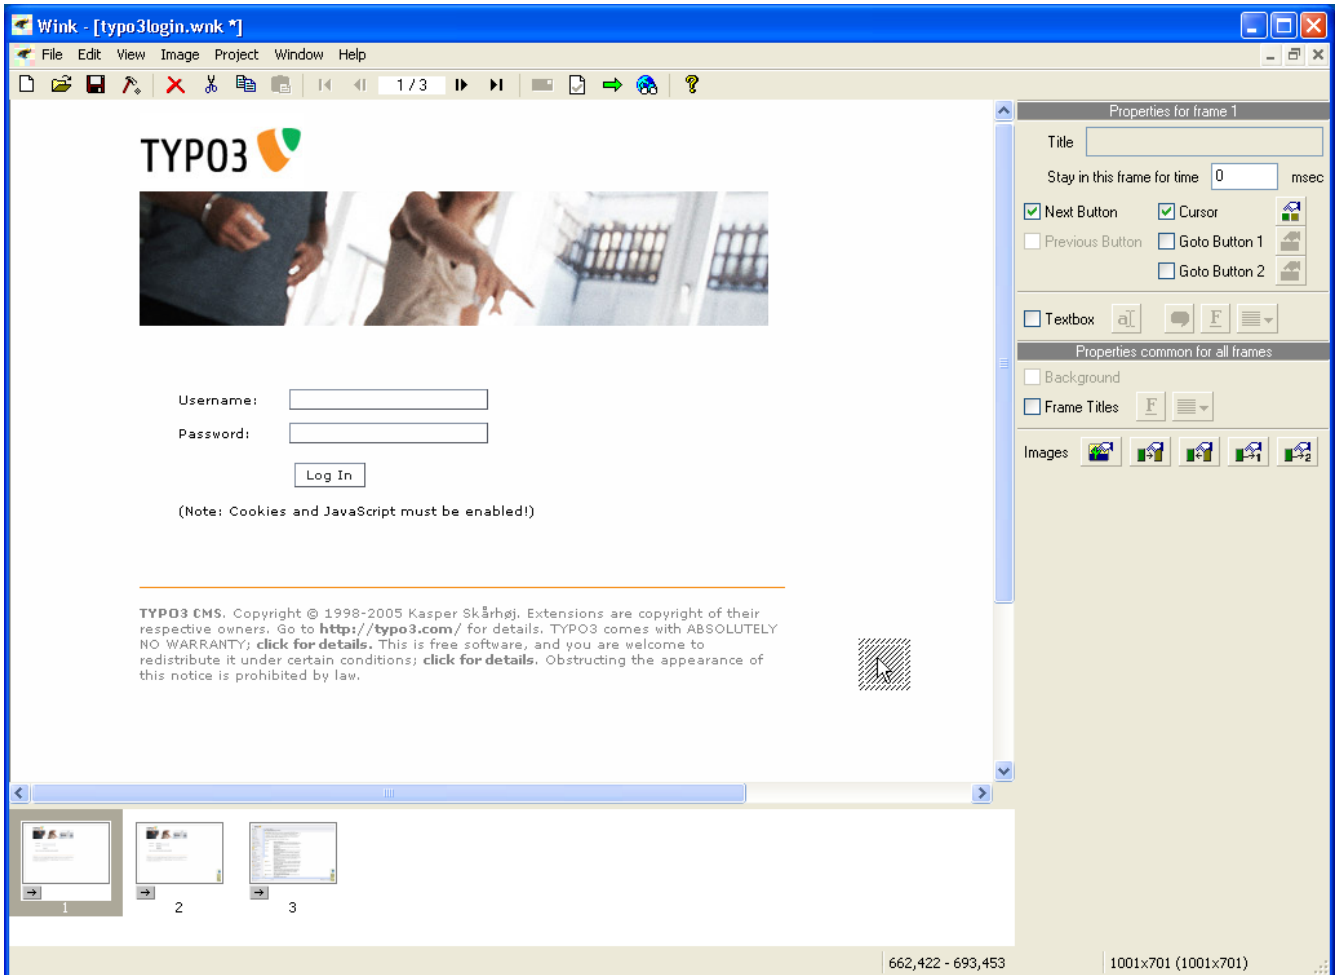 Wink - [typo3login.wnk *]
File Edit View Image Project Window Help
1 / 3
TYPO3
Username:
Password:
Log In
(Note: Cookies and JavaScript must be enabled!)
TYPO3 CMS. Copyright © 1998-2005 Kasper Skårhøj. Extensions are copyright of their
respective owners. Go to http://typo3.com/ for details. TYPO3 comes with ABSOLUTELY
NO WARRANTY; click for details. This is free software, and you are welcome to
redistribute it under certain conditions; click for details. Obstructing the appearance of
this notice is prohibited by law.
Properties for frame 1
Title
Stay in this frame for time 0 msec
Next Button Cursor
Previous Button Goto Button 1
Goto Button 2
Textbox aI F
Properties common for all frames
Background
Frame Titles F
Images 1 2
1 2 3
662,422 - 693,453 1001x701 (1001x701)